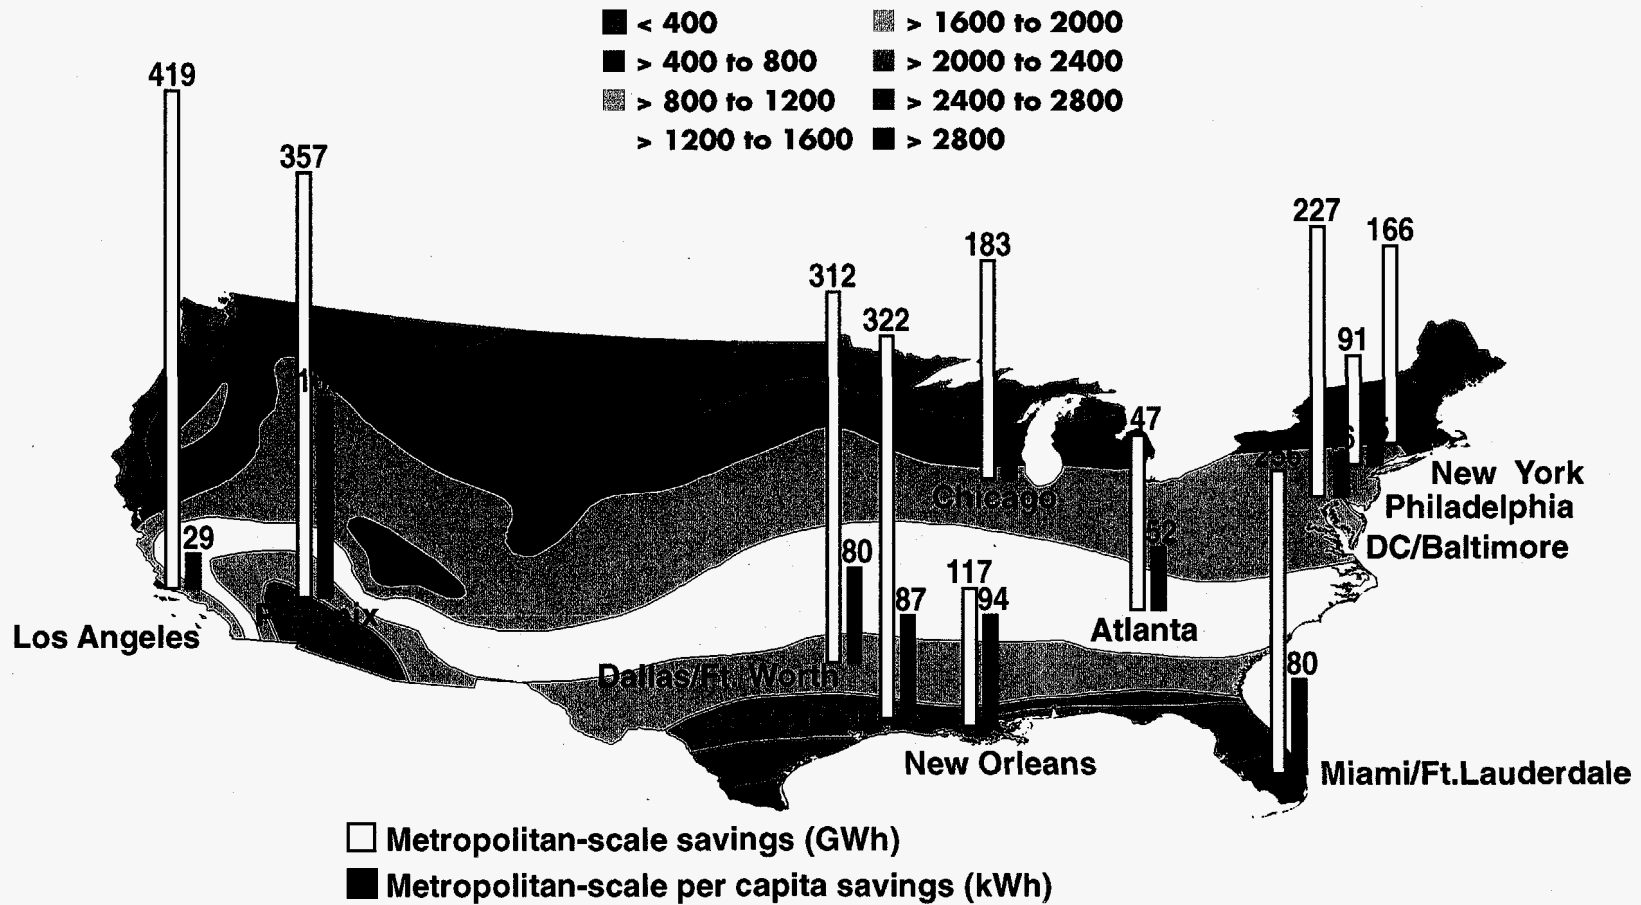 < 400
> 1600 to 2000
> 400 to 800
> 2000 to 2400
> 800 to 1200
> 2400 to 2800
> 1200 to 1600
> 2800
419
357
227
166
183
312
322
91
47
New York
Chicago
Philadelphia
29
52
DC/Baltimore
80
117
87
94
Atlanta
Los Angeles
80
Dallas/Ft. Worth
New Orleans
Miami/Ft.Lauderdale
Metropolitan-scale savings (GWh)
Metropolitan-scale per capita savings (kWh)